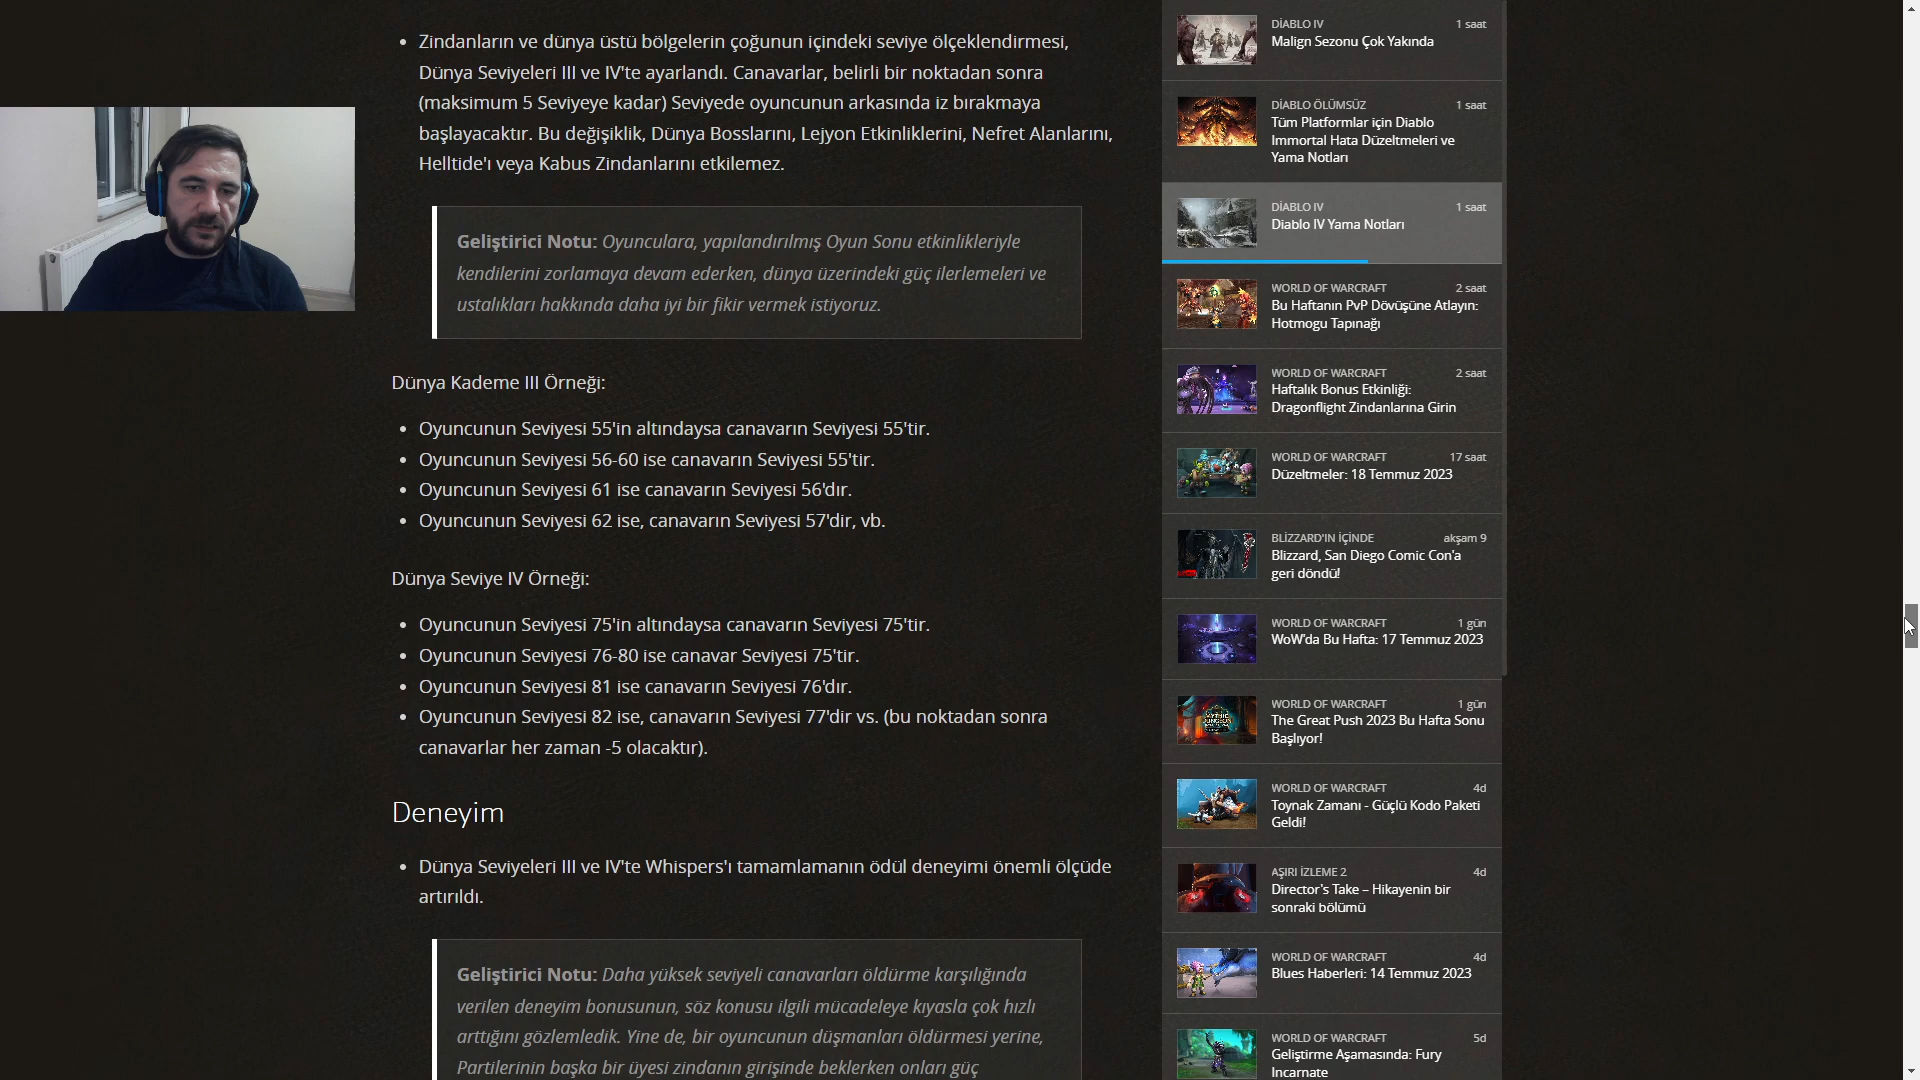 Zindanların ve dünya üstü bölgelerin çoğunun içindeki seviye ölçeklendirmesi,
Dünya Seviyeleri III ve IV'te ayarlandı. Canavarlar, belirli bir noktadan sonra
(maksimum 5 Seviyeye kadar) Seviyede oyuncunun arkasında iz bırakmaya
başlayacaktır. Bu değişiklik, Dünya Bosslarını, Lejyon Etkinliklerini, Nefret Alanlarını,
Helltide'ı veya Kabus Zindanlarını etkilemez.
Geliştirici Notu: Oyunculara, yapılandırılmış Oyun Sonu etkinlikleriyle
kendilerini zorlamaya devam ederken, dünya üzerindeki güç ilerlemeleri ve
ustalıkları hakkında daha iyi bir fikir vermek istiyoruz.
Dünya Kademe III Örneği:
Oyuncunun Seviyesi 55'in altındaysa canavarın Seviyesi 55'tir.
Oyuncunun Seviyesi 56-60 ise canavarın Seviyesi 55'tir.
Oyuncunun Seviyesi 61 ise canavarın Seviyesi 56'dır.
Oyuncunun Seviyesi 62 ise, canavarın Seviyesi 57'dir, vb.
Dünya Seviye IV Örneği:
Oyuncunun Seviyesi 75'in altındaysa canavarın Seviyesi 75'tir.
Oyuncunun Seviyesi 76-80 ise canavar Seviyesi 75'tir.
Oyuncunun Seviyesi 81 ise canavarın Seviyesi 76'dır.
Oyuncunun Seviyesi 82 ise, canavarın Seviyesi 77'dir vs. (bu noktadan sonra
canavarlar her zaman -5 olacaktır).
Deneyim
Dünya Seviyeleri III ve IV'te Whispers'ı tamamlamanın ödül deneyimi önemli ölçüde
artırıldı.
Geliştirici Notu: Daha yüksek seviyeli canavarları öldürme karşılığında
verilen deneyim bonusunun, söz konusu ilgili mücadeleye kıyasla çok hızlı
arttığını gözlemledik. Yine de, bir oyuncunun düşmanları öldürmesi yerine,
Partilerinin başka bir üyesi zindanın girişinde beklerken onları güç
DİABLO IV 1 saat
Malign Sezonu Çok Yakında
DİABLO ÖLÜMSÜZ 1 saat
Tüm Platformlar için Diablo
Immortal Hata Düzeltmeleri ve
Yama Notları
DİABLO IV 1 saat
Diablo IV Yama Notları
WORLD OF WARCRAFT 2 saat
Bu Haftanın PvP Dövüşüne Atlayın:
Hotmogu Tapınağı
WORLD OF WARCRAFT 2 saat
Haftalık Bonus Etkinliği:
Dragonflight Zindanlarına Girin
WORLD OF WARCRAFT 17 saat
Düzeltmeler: 18 Temmuz 2023
BLİZZARD'IN İÇİNDE akşam 9
Blizzard, San Diego Comic Con'a
geri döndü!
WORLD OF WARCRAFT 1 gün
WoW'da Bu Hafta: 17 Temmuz 2023
WORLD OF WARCRAFT 1 gün
The Great Push 2023 Bu Hafta Sonu
Başlıyor!
MYTHIC
DUNGEON
WORLD OF WARCRAFT 4d
Toynak Zamanı - Güçlü Kodo Paketi
Geldi!
AŞIRI İZLEME 2 4d
Director's Take – Hikayenin bir
sonraki bölümü
WORLD OF WARCRAFT 4d
Blues Haberleri: 14 Temmuz 2023
WORLD OF WARCRAFT 5d
Geliştirme Aşamasında: Fury
Incarnate